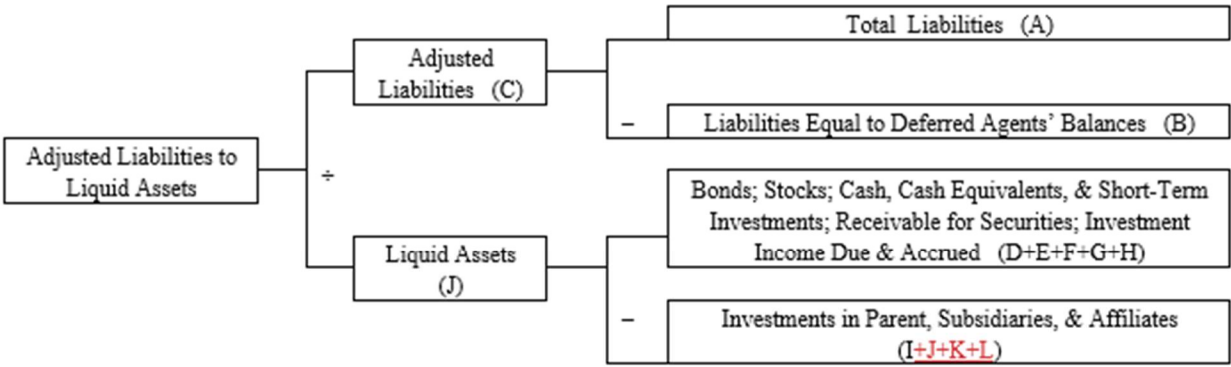 Adjusted Liabilities to
Liquid Assets
÷
Adjusted
Liabilities (C)
Liquid Assets
(J)
Total Liabilities (A)
–
Liabilities Equal to Deferred Agents’ Balances (B)
Bonds; Stocks; Cash, Cash Equivalents, & Short-Term
Investments; Receivable for Securities; Investment
Income Due & Accrued (D+E+F+G+H)
–
Investments in Parent, Subsidiaries, & Affiliates
(I+J+K+L)